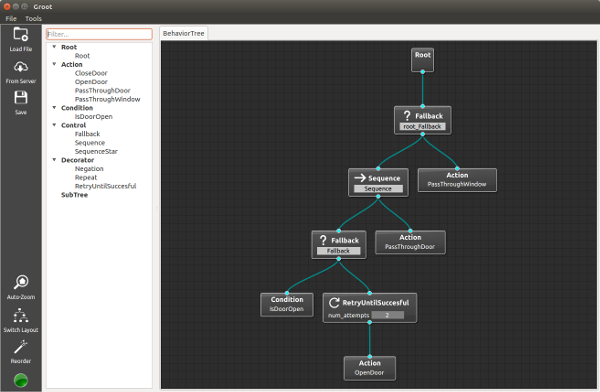 Groot
File Tools
Load File
From Server
Save
Auto-Zoom
Switch Layout
Reorder
Filter...
Root
Root
Action
CloseDoor
OpenDoor
PassThroughDoor
PassThroughWindow
Condition
IsDoorOpen
Control
Fallback
Sequence
SequenceStar
Decorator
Negation
Repeat
RetryUntilSuccesful
SubTree
BehaviorTree
Root
? Fallback
root_Fallback
Sequence
Sequence
Action
PassThroughWindow
? Fallback
Fallback
Action
PassThroughDoor
Condition
IsDoorOpen
RetryUntilSuccesful
num_attempts 2
Action
OpenDoor